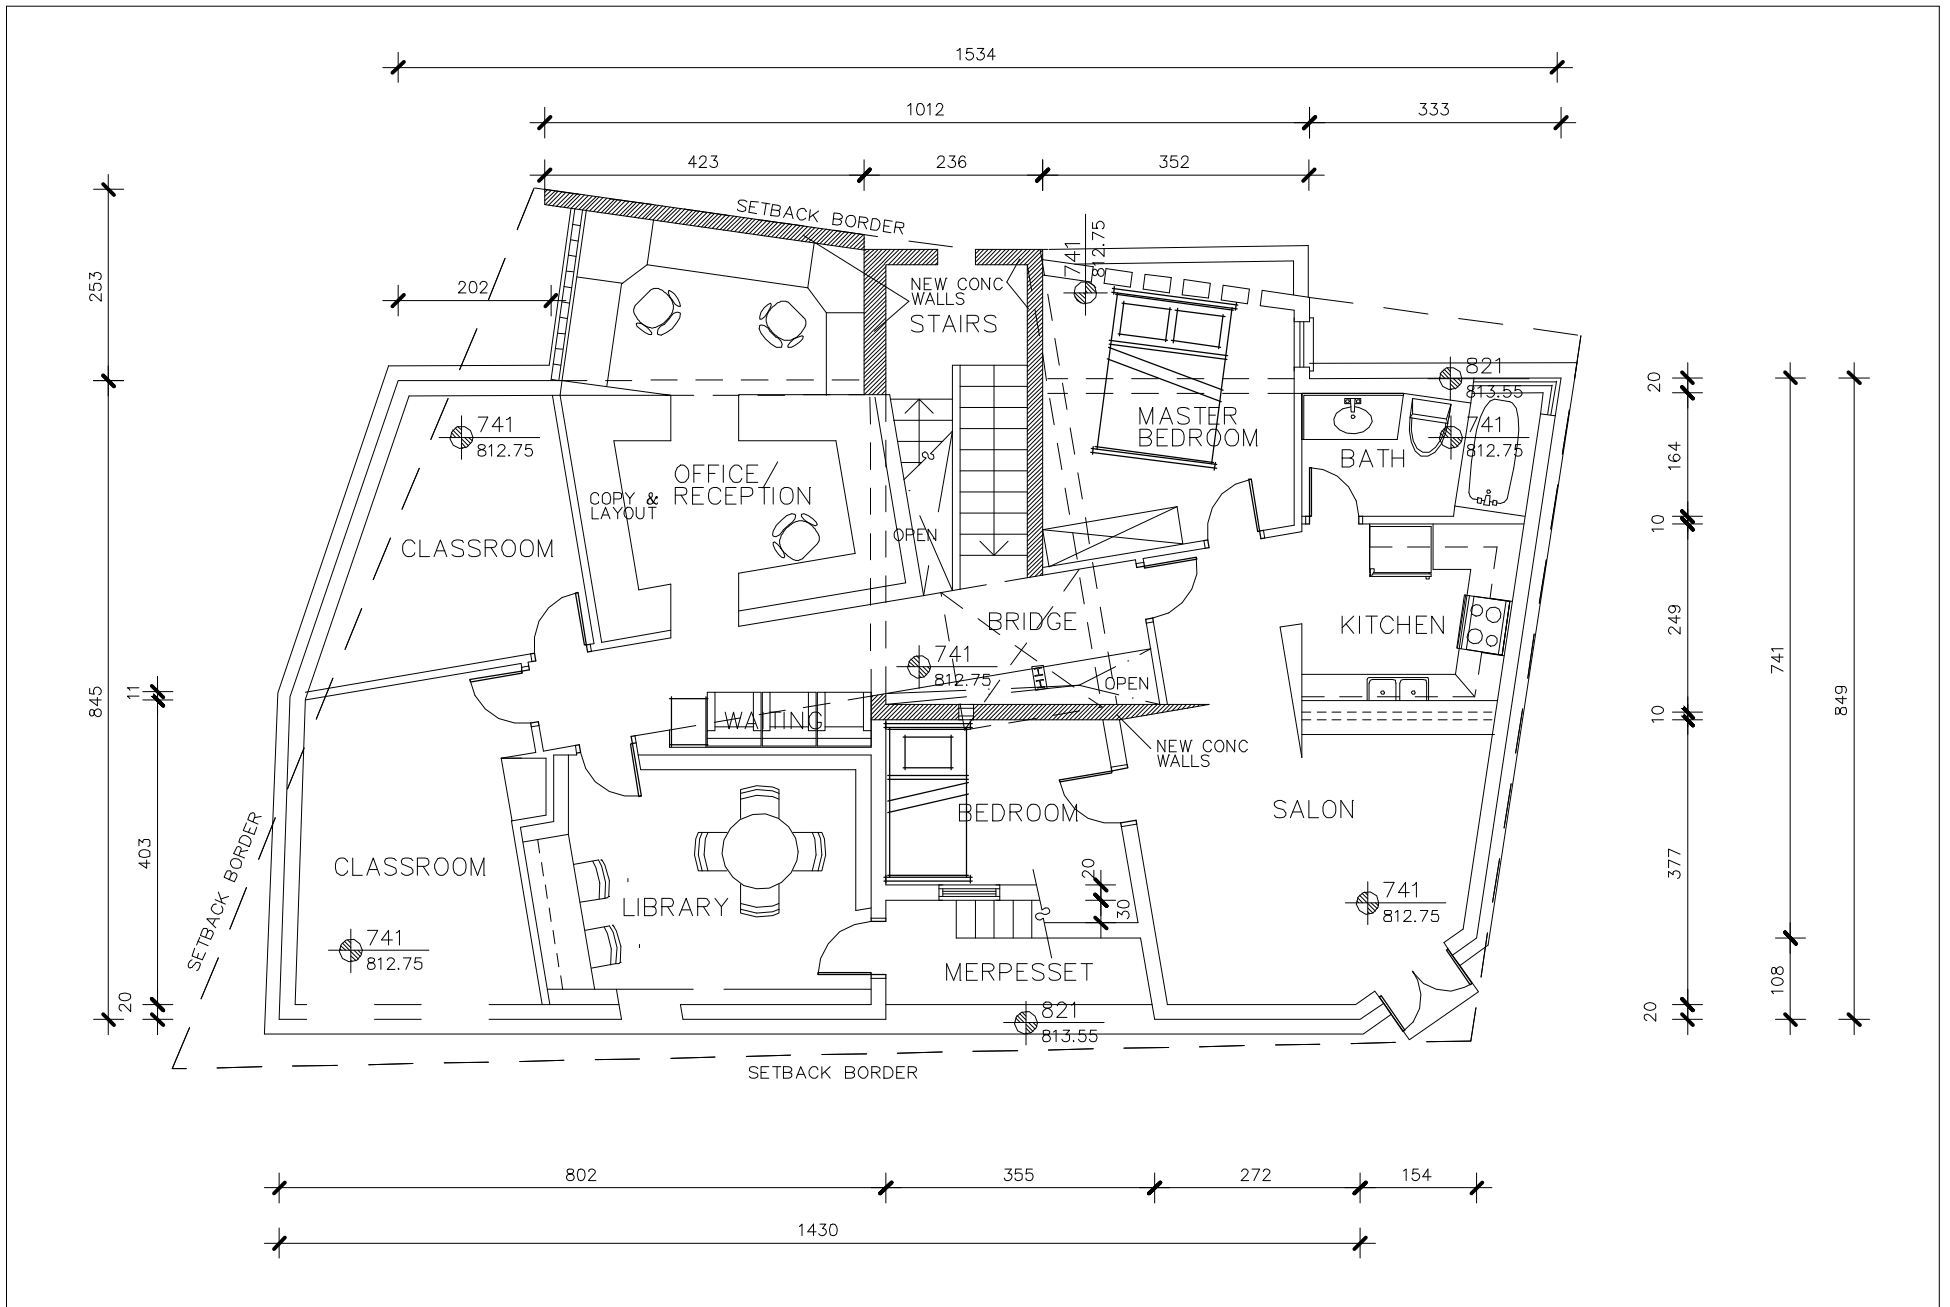 1534
1012
333
423
236
352
SETBACK BORDER
741
812.75
253
202
NEW CONC
WALLS
STAIRS
821
813.55
20
741
812.75
MASTER
BEDROOM
741
812.75
BATH
164
OFFICE/
RECEPTION
COPY &
LAYOUT
OPEN
CLASSROOM
10
BRIDGE
KITCHEN
249
741
812.75
OPEN
741
849
845
11
WAITING
10
NEW CONC
WALLS
SALON
BEDROOM
403
SETBACK BORDER
CLASSROOM
LIBRARY
20
30
377
741
812.75
741
812.75
MERPESSET
108
20
821
813.55
20
SETBACK BORDER
802
355
272
154
1430